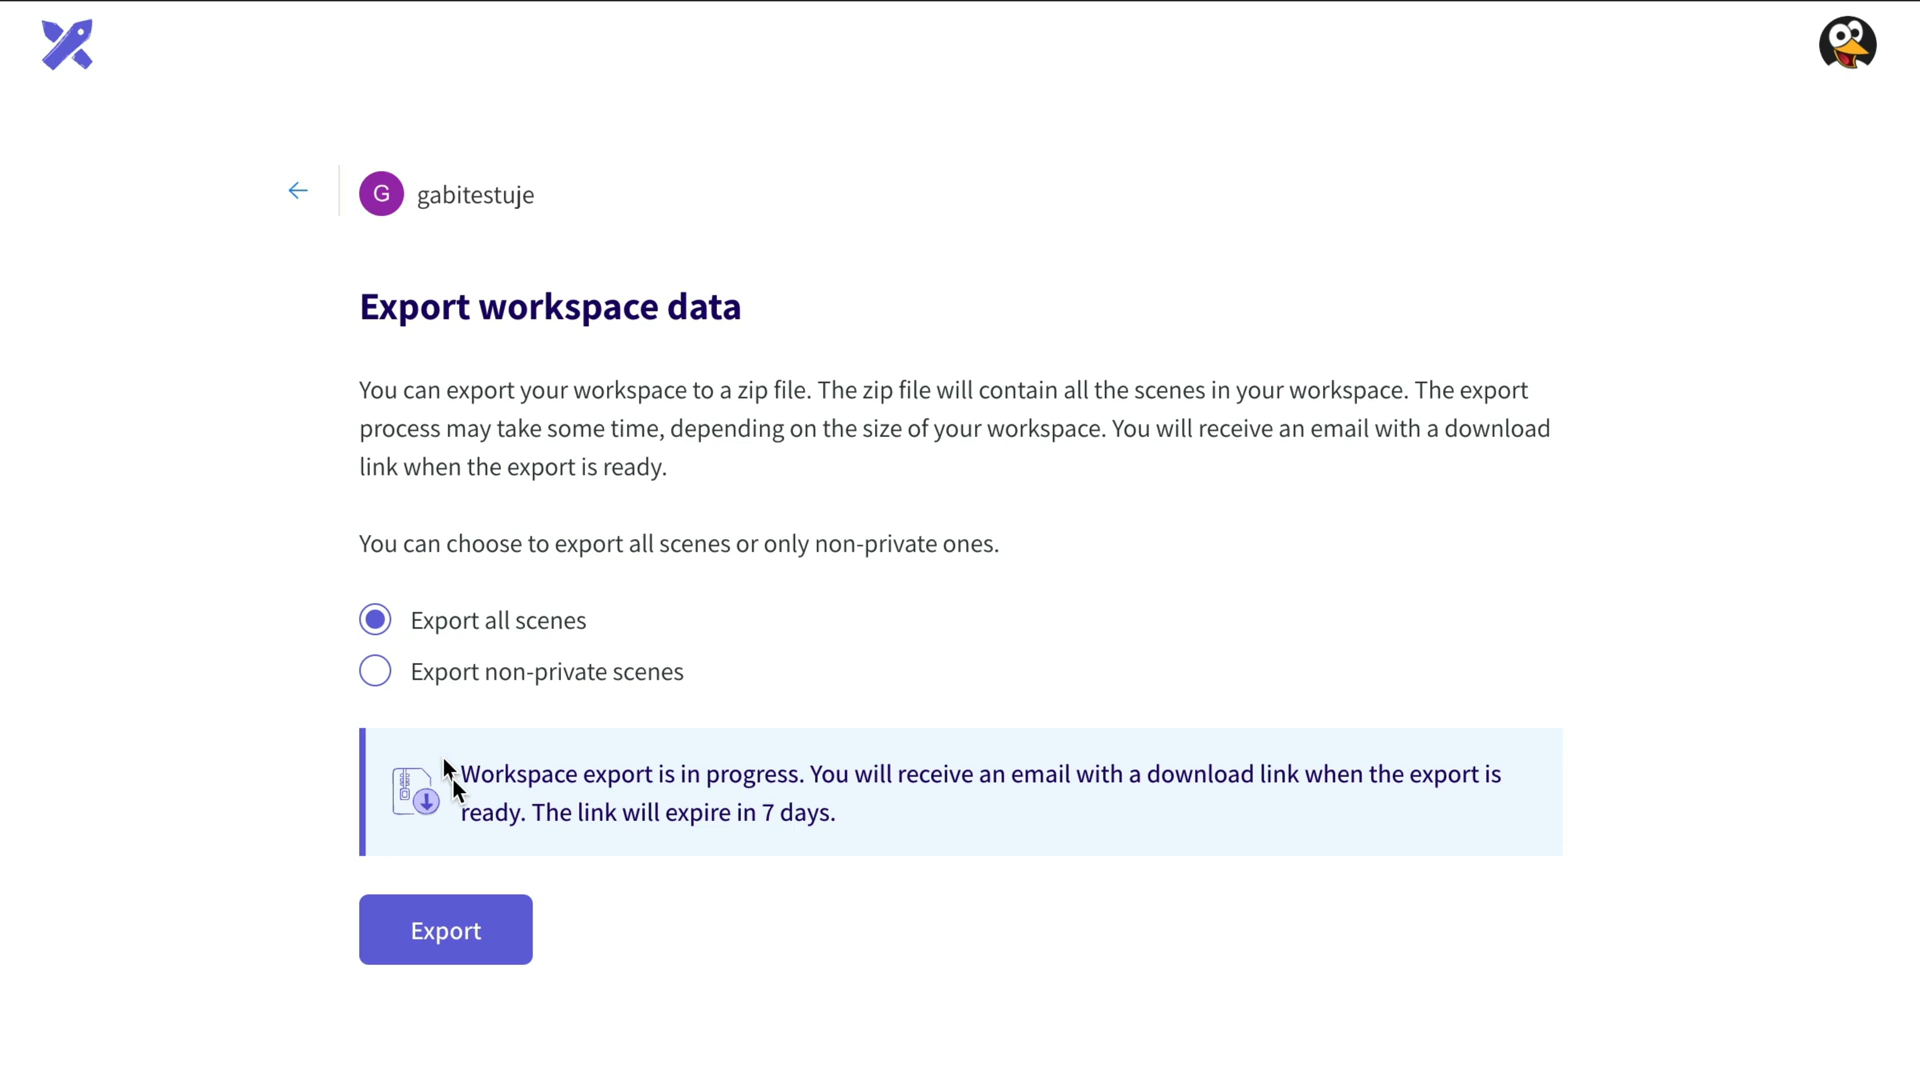 G gabitestuje
Export workspace data
You can export your workspace to a zip file. The zip file will contain all the scenes in your workspace. The export
process may take some time, depending on the size of your workspace. You will receive an email with a download
link when the export is ready.
You can choose to export all scenes or only non-private ones.
Export all scenes
Export non-private scenes
Workspace export is in progress. You will receive an email with a download link when the export is
ready. The link will expire in 7 days.
Export